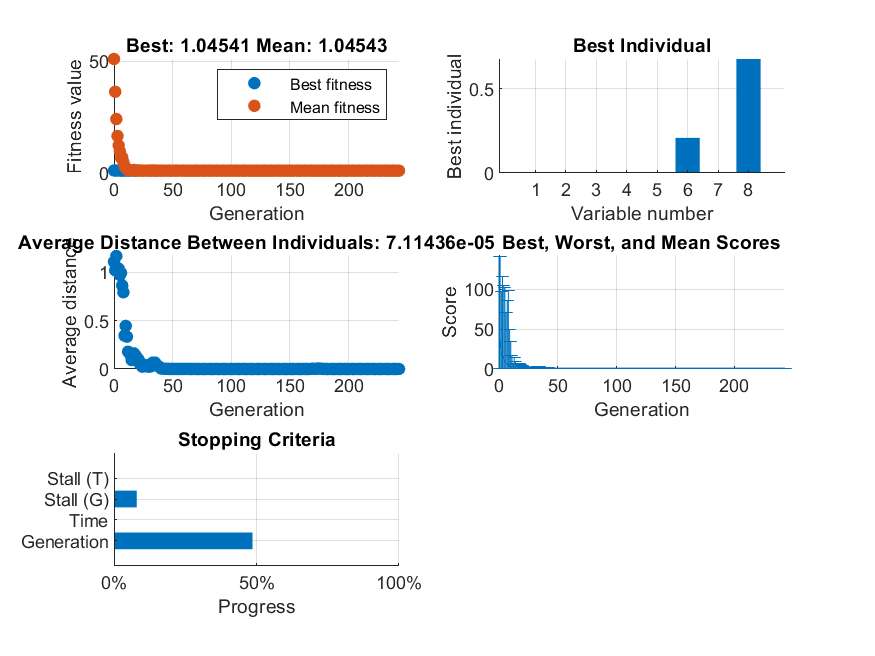 Best: 1.04541 Mean: 1.04543
Fitness value
50
0
Best fitness
Mean fitness
0 50 100 150 200
Generation
Best Individual
Best individual
0.5
0
1 2 3 4 5 6 7 8
Variable number
Average Distance Between Individuals: 7.11436e-05
Average distance
1
0.5
0
0 50 100 150 200
Generation
Best, Worst, and Mean Scores
Score
100
50
0
0 50 100 150 200
Generation
Stopping Criteria
Stall (T)
Stall (G)
Time
Generation
0% 50% 100%
Progress